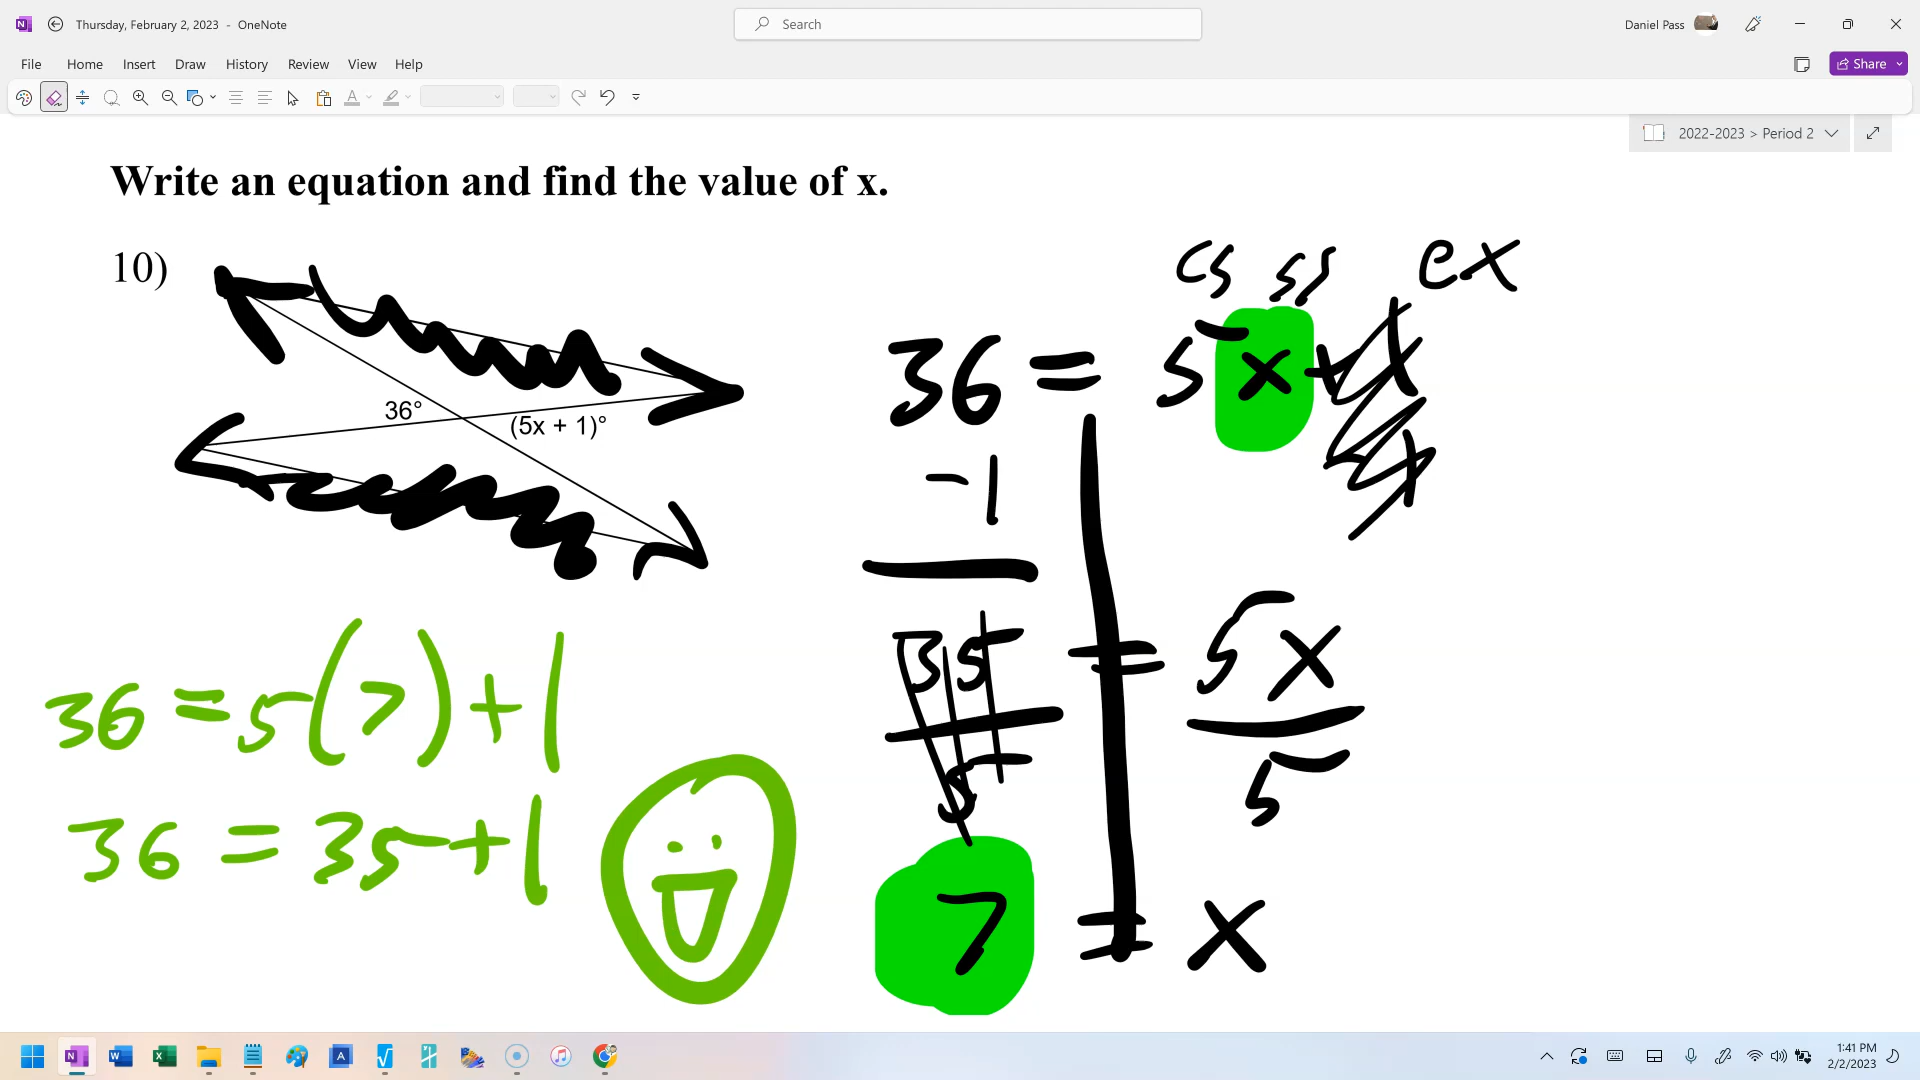 Thursday, February 2, 2023 - OneNote
Search
Daniel Pass
File Home Insert Draw History Review View Help
Share
2022-2023 > Period 2
Write an equation and find the value of x.
10)
36°
(5x + 1)°
cs ss ex
36 = 5x+1
-1
35 = 5x
5 5
7 = x
36 = 5(7)+1
36 = 35+1
1:41 PM
2/2/2023